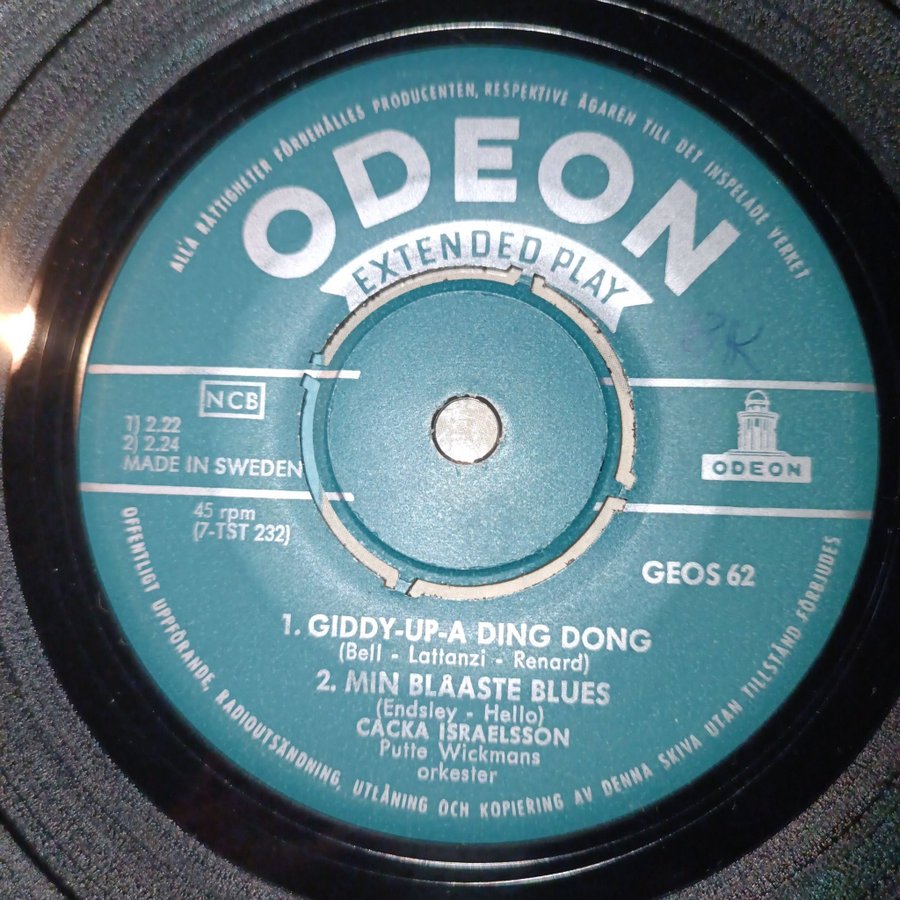 ALLA RÄTTIGHETER FÖRBEHÅLLES PRODUCENTEN, RESPEKTIVE ÄGAREN TILL DET INSPELADE VERKET
ODEON
EXTENDED PLAY
NCB
1) 2.22
2) 2.24
MADE IN SWEDEN
ODEON
45 rpm
(7-TST 232)
GEOS 62
1. GIDDY-UP-A DING DONG
(Bell - Lattanzi - Renard)
2. MIN BLÅASTE BLUES
(Endsley - Hello)
CACKA ISRAELSSON
Putte Wickmans
orkester
OFFENTLIGT UPPFÖRANDE, RADIOUTSÄNDNING, UTLÅNING OCH KOPIERING AV DENNA SKIVA UTAN TILLSTÅND FÖRBJUDES